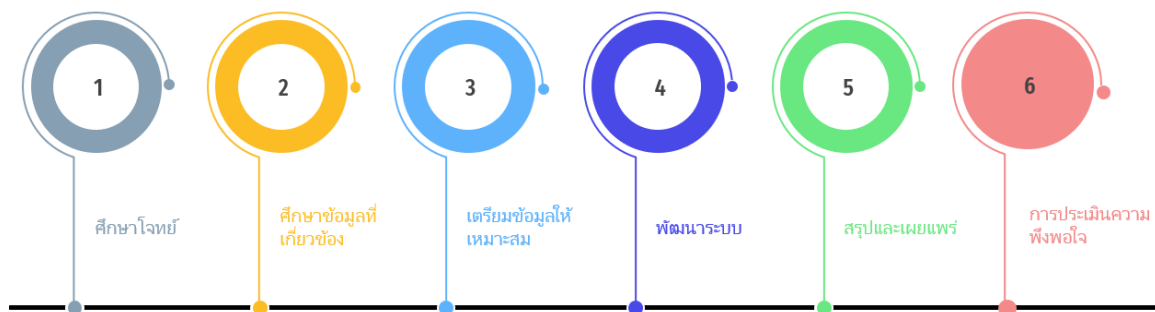 1
2
3
4
5
6
ศึกษาโจทย์
ศึกษาข้อมูลที่
เกี่ยวข้อง
เตรียมข้อมูลให้
เหมาะสม
พัฒนาระบบ
สรุปและเผยแพร่
การประเมินความ
พึงพอใจ